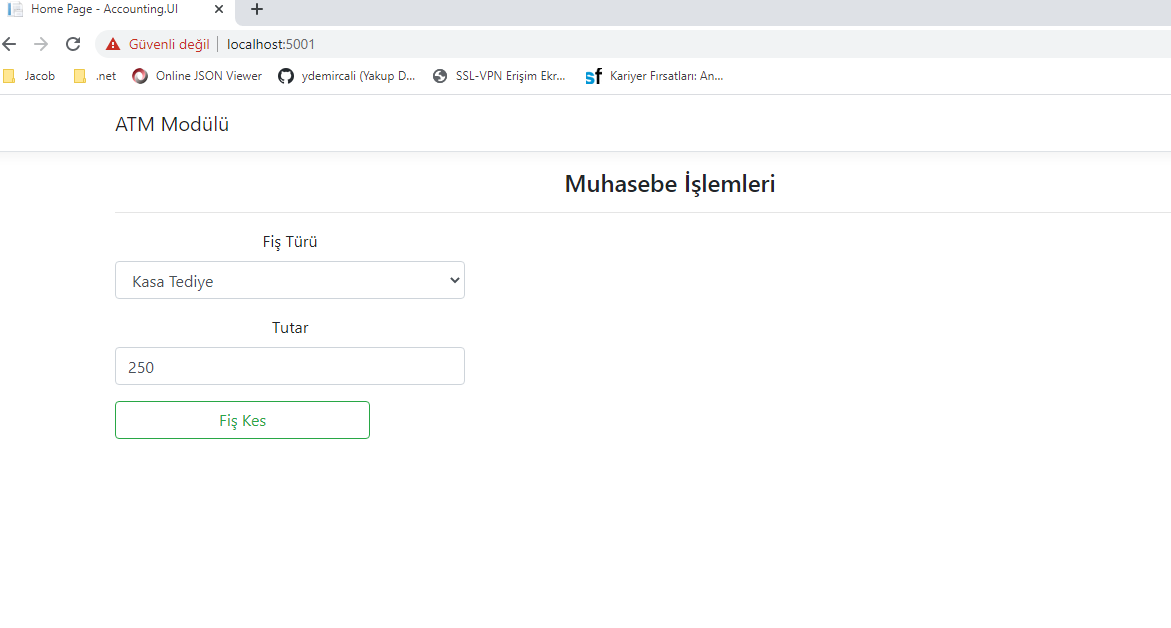 Home Page - Accounting.UI
Güvenli değil localhost:5001
Jacob .net Online JSON Viewer ydemircali (Yakup D... SSL-VPN Erişim Ekr... sf Kariyer Fırsatları: An...
ATM Modülü
Muhasebe İşlemleri
Fiş Türü
Kasa Tediye
Tutar
250
Fiş Kes